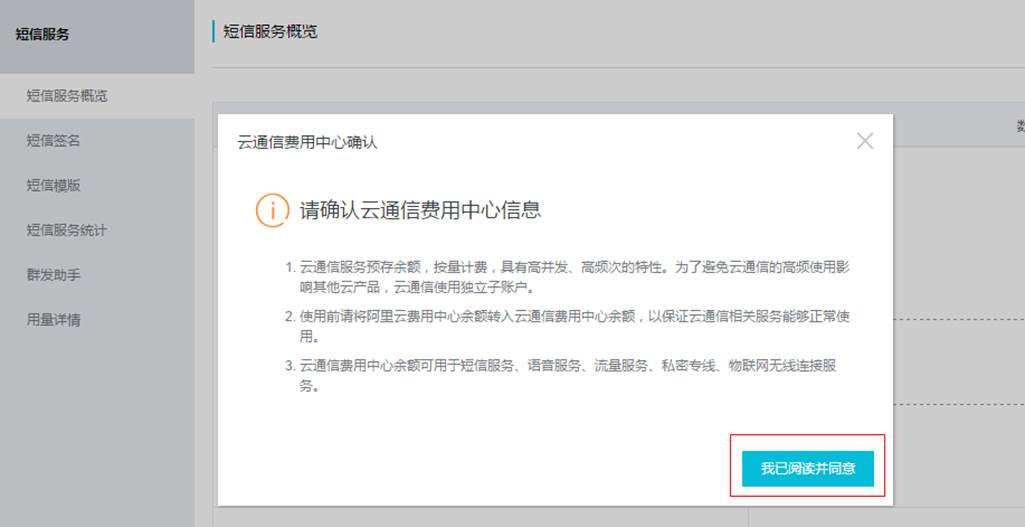 短信服务
短信服务概览
短信服务概览
短信签名
短信模版
短信服务统计
群发助手
用量详情
云通信费用中心确认
请确认云通信费用中心信息
1. 云通信服务预存余额，按量计费，具有高并发、高频次的特性。为了避免云通信的高频使用影
响其他云产品，云通信使用独立子账户。
2. 使用前请将阿里云费用中心余额转入云通信费用中心余额，以保证云通信相关服务能够正常使
用。
3. 云通信费用中心余额可用于短信服务、语音服务、流量服务、私密专线、物联网无线连接服
务。
我已阅读并同意